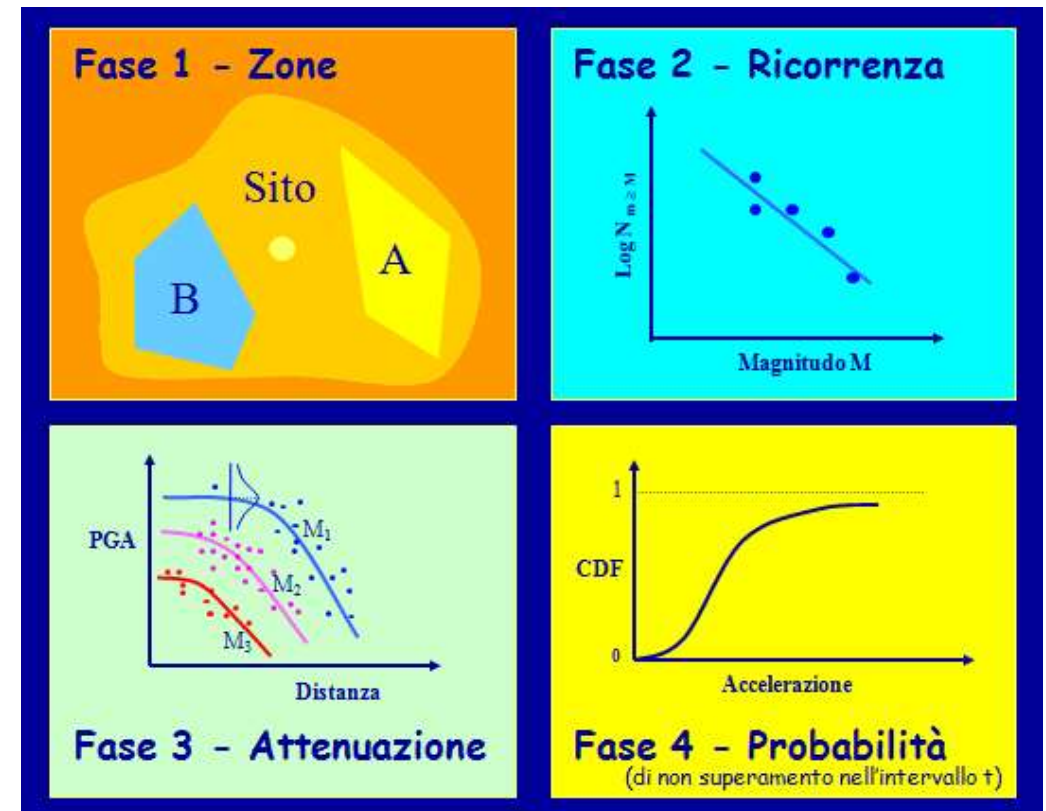 Fase 1 - Zone
Sito
A
B
Fase 2 - Ricorrenza
Log N m ≥ M
Magnitudo M
PGA
M1
M2
M3
Distanza
Fase 3 - Attenuazione
1
CDF
0
Accelerazione
Fase 4 - Probabilità
(di non superamento nell'intervallo t)